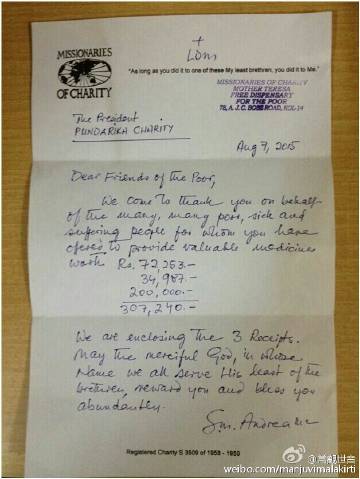 MISSIONARIES
OF CHARITY
+
LDM
"As long as you did it to one of these My least brethren, you did it to Me."
MISSIONARIES OF CHARITY
MOTHER TERESA
FREE DISPENSARY
FOR THE POOR
78, A. J. C. BOSE ROAD, KOL-14
The President
PUNDARIKA CHARITY
Aug 7, 2015
Dear Friends of the Poor,
We come to thank you on behalf
of the many, many poor, sick and
suffering people for whom you have
offered to provide valuable medicines
worth Rs. 72,253.-
34,987.-
200,000.-
307,240.-
We are enclosing the 3 Receipts.
May the merciful God, in whose
Name we all serve His least of the
brethren, reward you and bless you
abundantly.
Sr. M. Andrea MC
Registered Charity S 3509 of 1958 - 1959
weibo.com/manjuvimalakirti